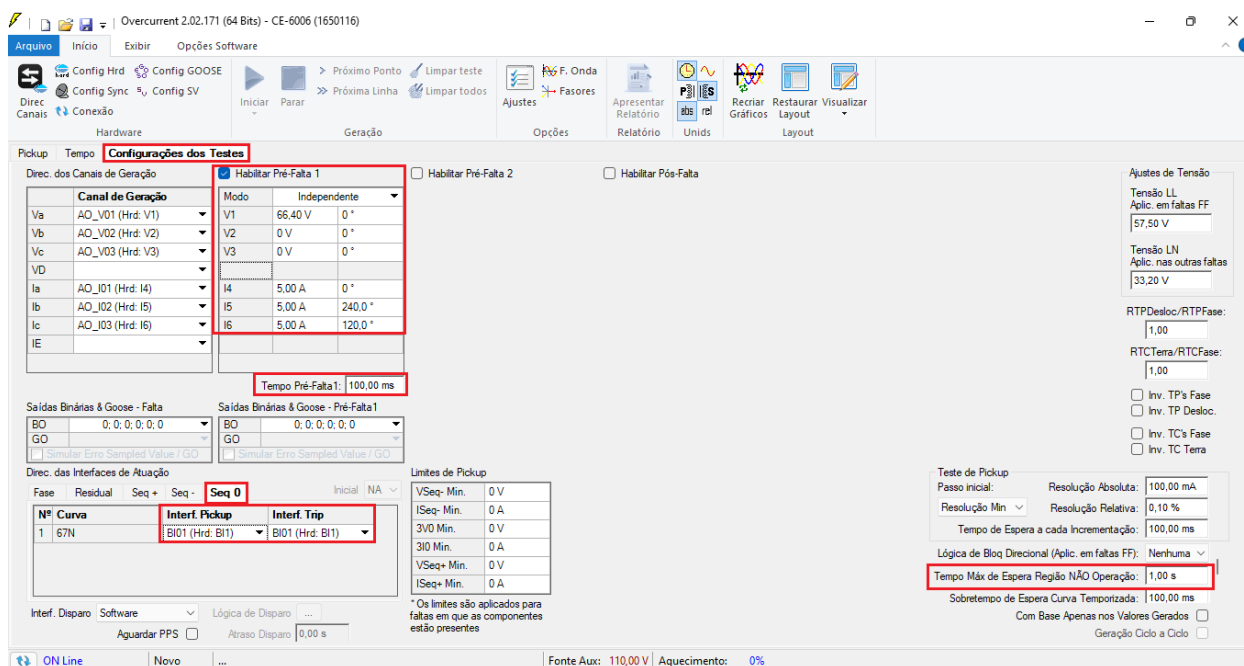 Overcurrent 2.02.171 (64 Bits) - CE-6006 (1650116)
Arquivo Início Exibir Opções Software
Direc Canais
Config Hrd Config GOOSE
Config Sync Config SV
Conexão
Hardware
Iniciar Parar
Próximo Ponto Limpar teste
Próxima Linha Limpar todos
Geração
Ajustes
F. Onda
Fasores
Opções
Apresentar Relatório
Relatório
abs rel
Unids
Recriar Gráficos Restaurar Layout Visualizar
Layout
Pickup Tempo Configurações dos Testes
Direc. dos Canais de Geração
Canal de Geração
Va AO_V01 (Hrd: V1)
Vb AO_V02 (Hrd: V2)
Vc AO_V03 (Hrd: V3)
VD
Ia AO_I01 (Hrd: I4)
Ib AO_I02 (Hrd: I5)
Ic AO_I03 (Hrd: I6)
IE
Habilitar Pré-Falta 1
Modo Independente
V1 66,40 V 0 °
V2 0 V 0 °
V3 0 V 0 °
I4 5,00 A 0 °
I5 5,00 A 240,0 °
I6 5,00 A 120,0 °
Tempo Pré-Falta1: 100,00 ms
Habilitar Pré-Falta 2
Habilitar Pós-Falta
Ajustes de Tensão
Tensão LL
Aplic. em faltas FF
57,50 V
Tensão LN
Aplic. nas outras faltas
33,20 V
RTPDesloc/RTPFase:
1,00
RTCTerra/RTCFase:
1,00
Inv. TP's Fase
Inv. TP Desloc.
Inv. TC's Fase
Inv. TC Terra
Saídas Binárias & Goose - Falta
BO 0; 0; 0; 0; 0; 0
GO
Simular Erro Sampled Value / GO
Saídas Binárias & Goose - Pré-Falta1
BO 0; 0; 0; 0; 0; 0
GO
Simular Erro Sampled Value / GO
Direc. das Interfaces de Atuação
Fase Residual Seq + Seq - Seq 0 Inicial NA
Nº Curva Interf. Pickup Interf. Trip
1 67N BI01 (Hrd: BI1) BI01 (Hrd: BI1)
Interf. Disparo Software Lógica de Disparo ...
Aguardar PPS Atraso Disparo 0,00 s
Limites de Pickup
VSeq- Min. 0 V
ISeq- Min. 0 A
3V0 Min. 0 V
3I0 Min. 0 A
VSeq+ Min. 0 V
ISeq+ Min. 0 A
* Os limites são aplicados para
faltas em que as componentes
estão presentes
Teste de Pickup
Passo inicial: Resolução Absoluta: 100,00 mA
Resolução Min Resolução Relativa: 0,10 %
Tempo de Espera a cada Incrementação: 100,00 ms
Lógica de Bloq Direcional (Aplic. em faltas FF): Nenhuma
Tempo Máx de Espera Região NÃO Operação: 1,00 s
Sobretempo de Espera Curva Temporizada: 100,00 ms
Com Base Apenas nos Valores Gerados
Geração Ciclo a Ciclo
ON Line Novo ... Fonte Aux: 110,00 V Aquecimento: 0%